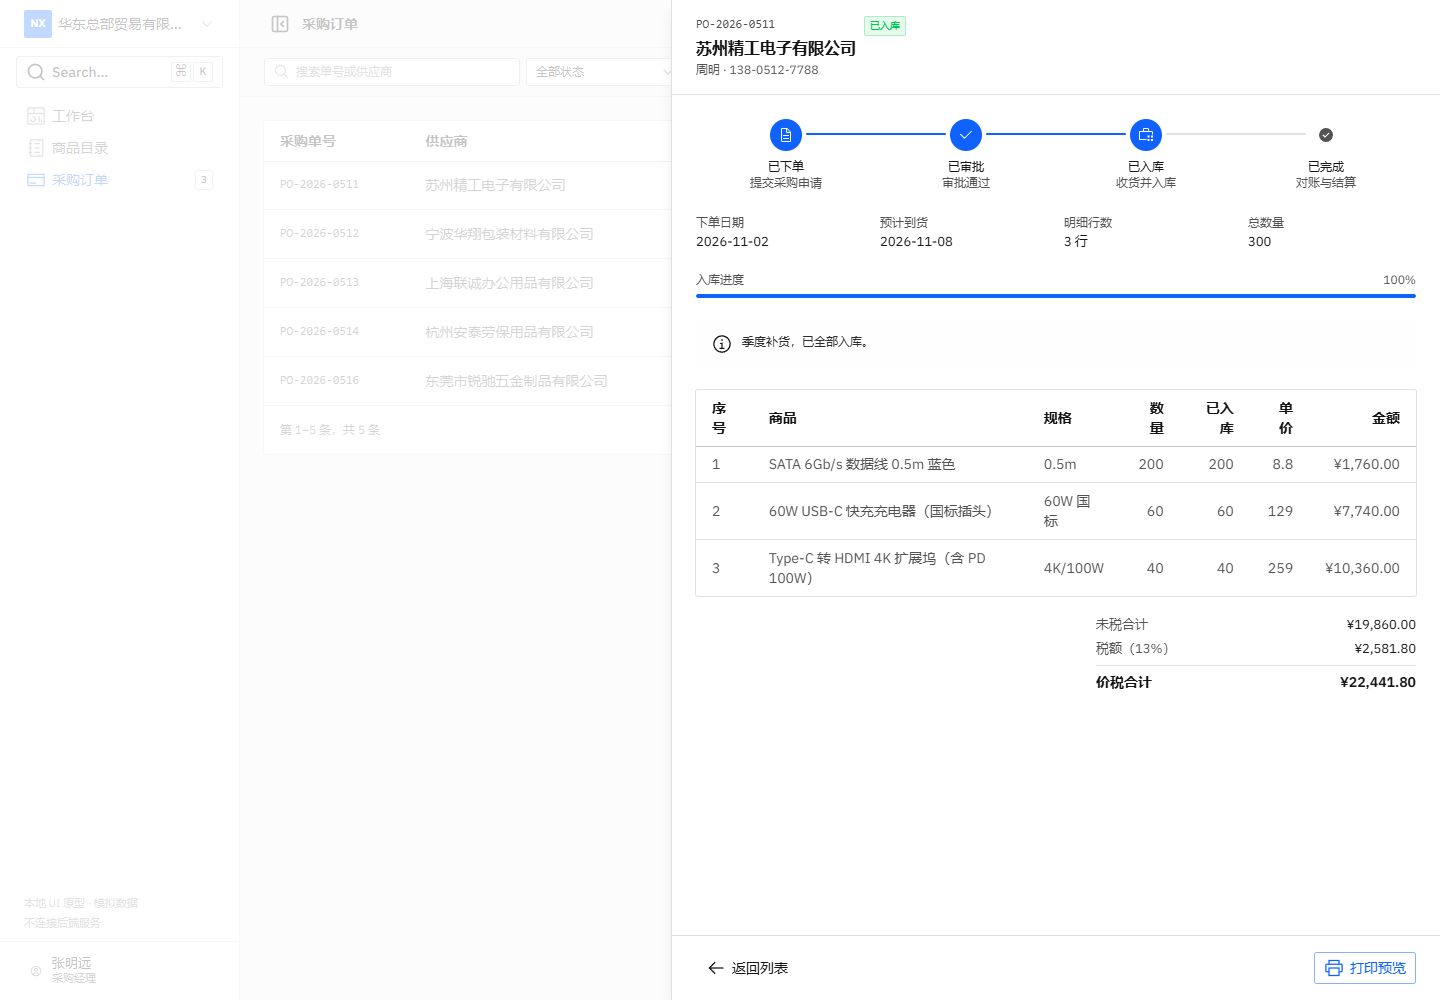 NX 华东总部贸易有限...
Search... ⌘ K
工作台
商品目录
采购订单 3
本地 UI 原型 · 模拟数据
不连接后端服务
张明远
采购经理
采购订单
搜索单号或供应商 全部状态
采购单号 供应商
PO-2026-0511 苏州精工电子有限公司
PO-2026-0512 宁波华翔包装材料有限公司
PO-2026-0513 上海联诚办公用品有限公司
PO-2026-0514 杭州安泰劳保用品有限公司
PO-2026-0516 东莞市锐驰五金制品有限公司
第 1–5 条，共 5 条
PO-2026-0511 已入库
苏州精工电子有限公司
周明 · 138-0512-7788
已下单 已审批 已入库 已完成
提交采购申请 审批通过 收货并入库 对账与结算
下单日期 预计到货 明细行数 总数量
2026-11-02 2026-11-08 3 行 300
入库进度 100%
季度补货，已全部入库。
序号 商品 规格 数量 已入库 单价 金额
1 SATA 6Gb/s 数据线 0.5m 蓝色 0.5m 200 200 8.8 ¥1,760.00
2 60W USB-C 快充充电器（国标插头） 60W 国标 60 60 129 ¥7,740.00
3 Type-C 转 HDMI 4K 扩展坞（含 PD 100W） 4K/100W 40 40 259 ¥10,360.00
未税合计 ¥19,860.00
税额（13%） ¥2,581.80
价税合计 ¥22,441.80
返回列表 打印预览